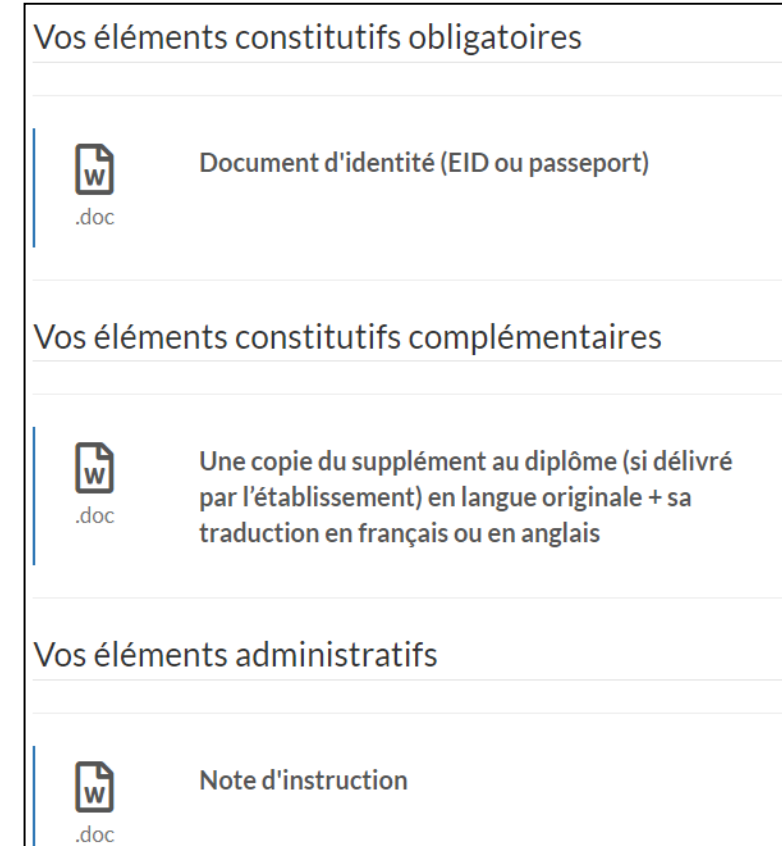 Vos éléments constitutifs obligatoires
W
.doc
Document d'identité (EID ou passeport)
Vos éléments constitutifs complémentaires
W
.doc
Une copie du supplément au diplôme (si délivré
par l’établissement) en langue originale + sa
traduction en français ou en anglais
Vos éléments administratifs
W
.doc
Note d'instruction